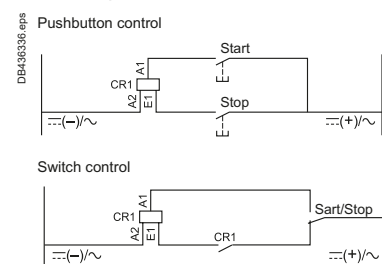 DB436336.eps
Pushbutton control
Start
A1
CR1
A2
E1
Stop
(–)/~
(+)/~
Switch control
A1
CR1
A2
E1
CR1
Sart/Stop
(–)/~
(+)/~